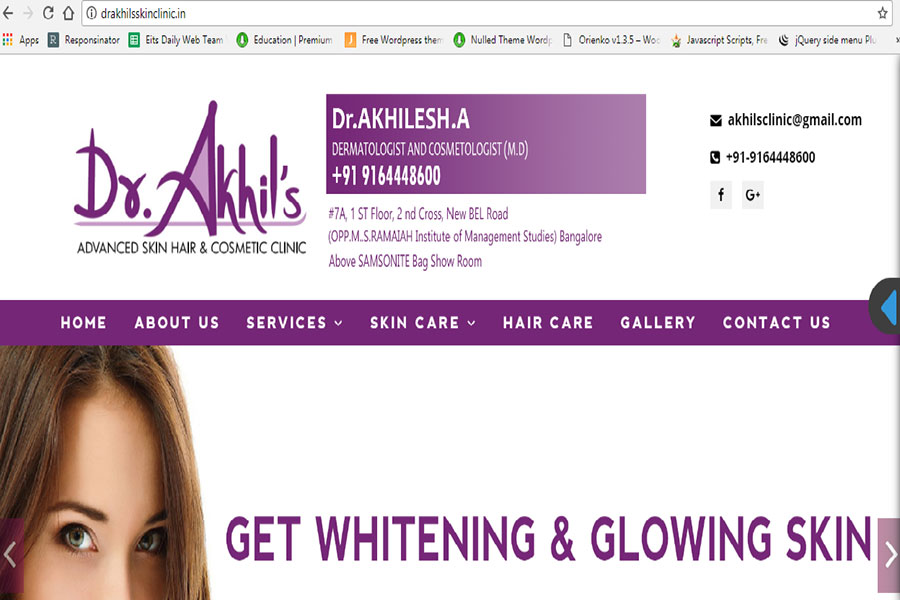 drakhilsskinclinic.in
Apps Responsinator Eits Daily Web Team Education | Premium Free Wordpress them Nulled Theme Wordp Orienko v1.3.5 – Woo Javascript Scripts, Fre jQuery side menu Plu
Dr.Akhil's
ADVANCED SKIN HAIR & COSMETIC CLINIC
Dr.AKHILESH.A
DERMATOLOGIST AND COSMETOLOGIST (M.D)
+91 9164448600
#7A, 1 ST Floor, 2 nd Cross, New BEL Road
(OPP.M..S.RAMAIAH Institute of Management Studies) Bangalore
Above SAMSONITE Bag Show Room
akhilsclinic@gmail.com
+91-9164448600
f G+
HOME ABOUT US SERVICES SKIN CARE HAIR CARE GALLERY CONTACT US
GET WHITENING & GLOWING SKIN